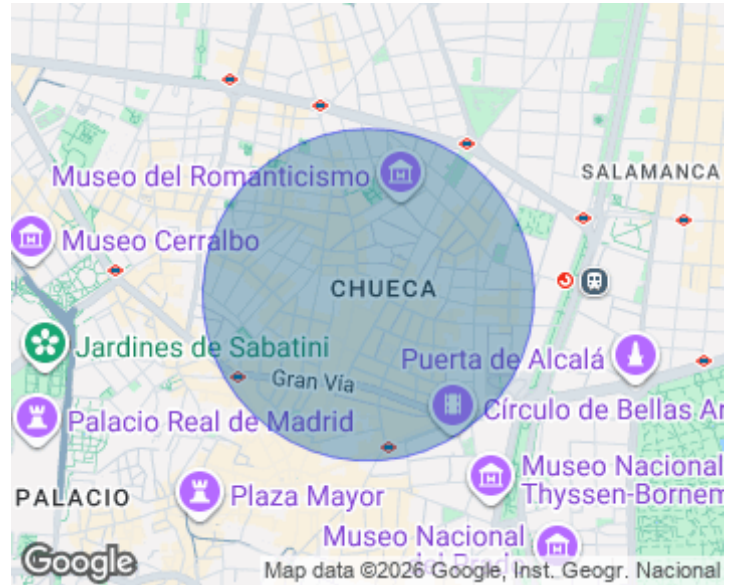 Museo del Romanticismo
SALAMANCA
Museo Cerralbo
CHUECA
Jardines de Sabatini
Puerta de Alcalá
Gran Vía
Palacio Real de Madrid
Círculo de Bellas Ar
PALACIO
Plaza Mayor
Museo Nacional
Thyssen-Bornem
Museo Nacional
Google
Map data ©2026 Google, Inst. Geogr. Nacional